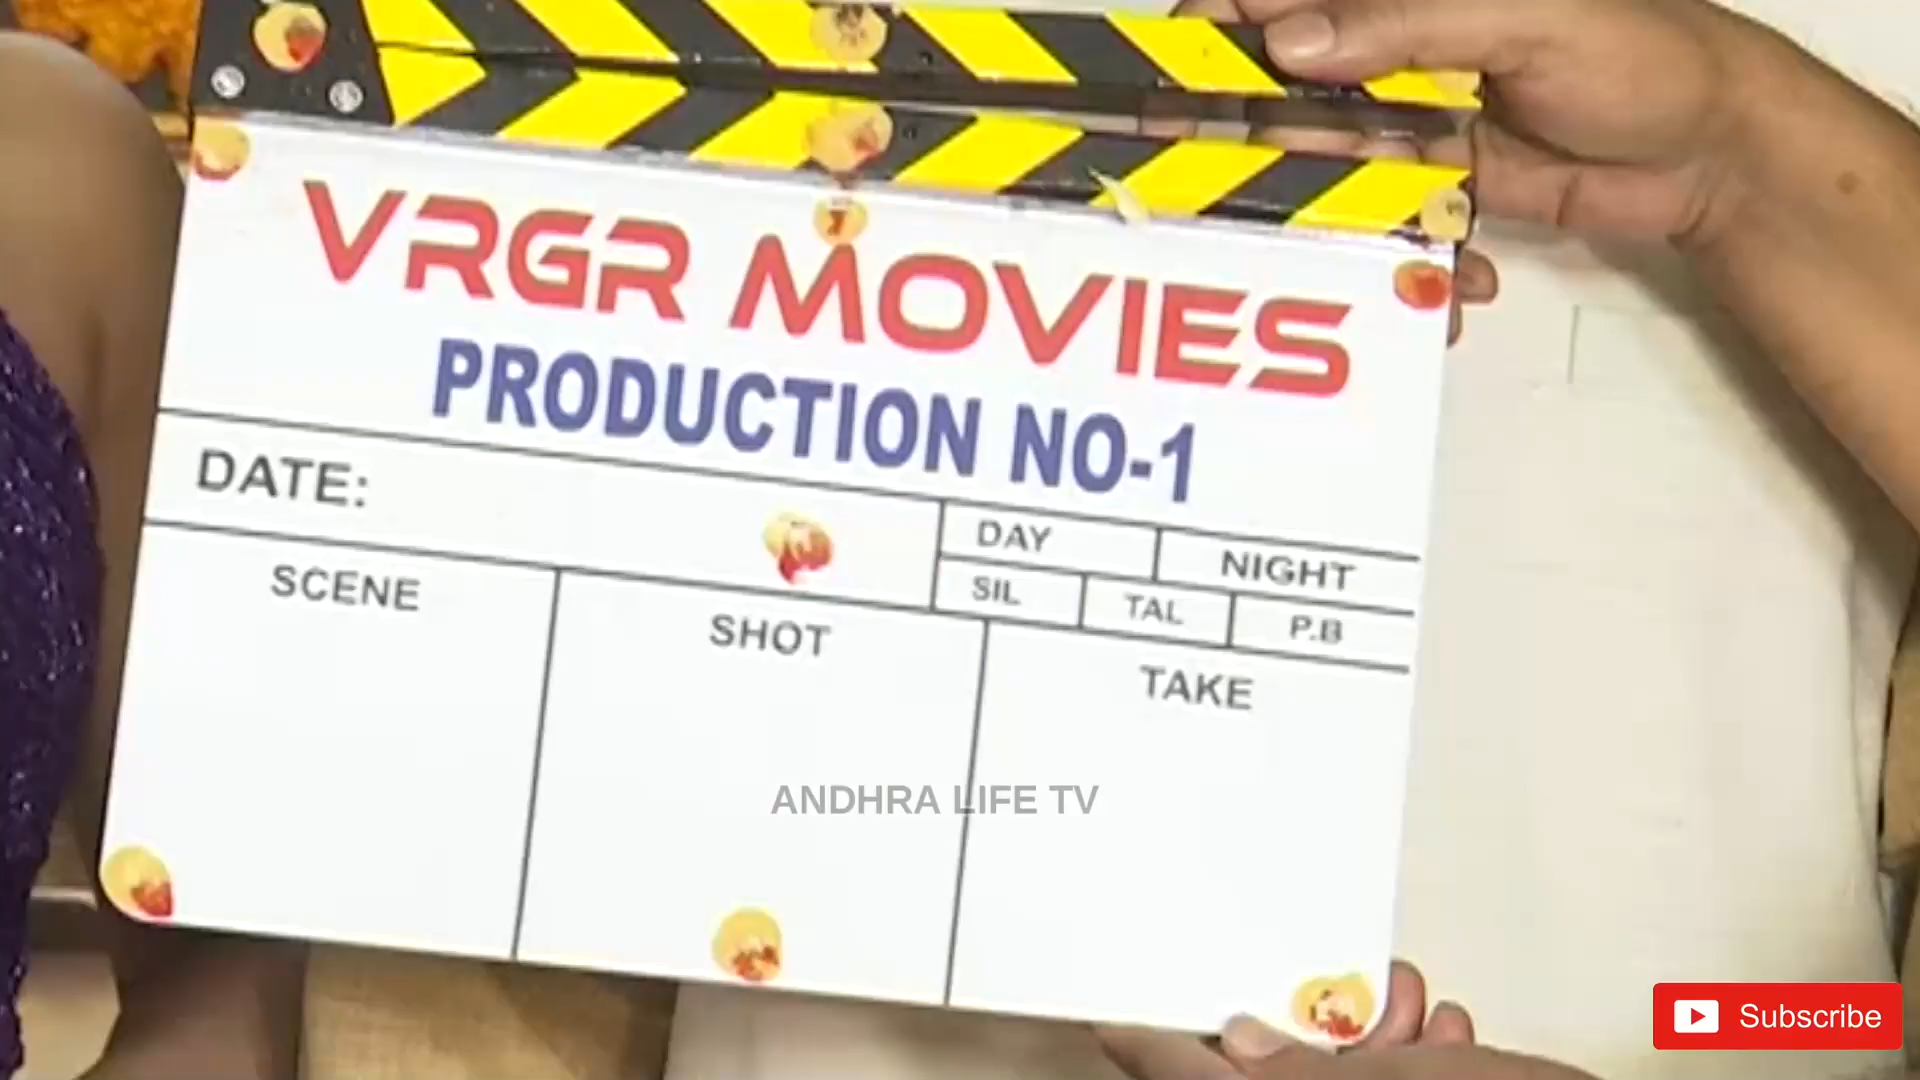 VRGR MOVIES
PRODUCTION NO-1
DATE:
DAY
NIGHT
SIL
TAL
P.B
SCENE
SHOT
TAKE
ANDHRA LIFE TV
Subscribe